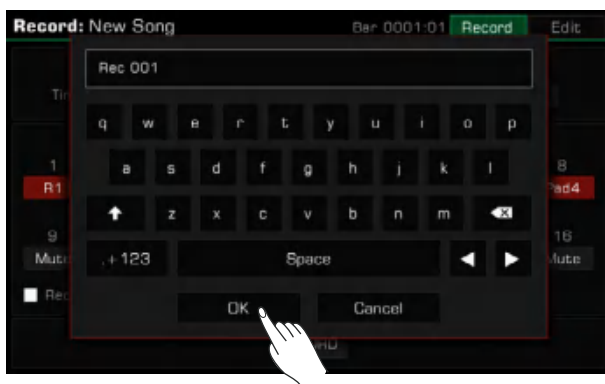 Record: New Song Bar 0001:01 Record Edit
Rec 001
q w e r t y u i o p
1 a s d f g h j k l 8
R1 Pad4
z x c v b n m
9 16
Mute .+123 Space Mute
Rec
OK Cancel